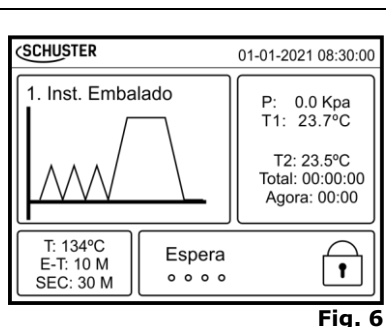 SCHUSTER
01-01-2021 08:30:00
1. Inst. Embalado
P: 0.0 Kpa
T1: 23.7ºC
T2: 23.5ºC
Total: 00:00:00
Agora: 00:00
T: 134ºC
E-T: 10 M
SEC: 30 M
Espera
Fig. 6